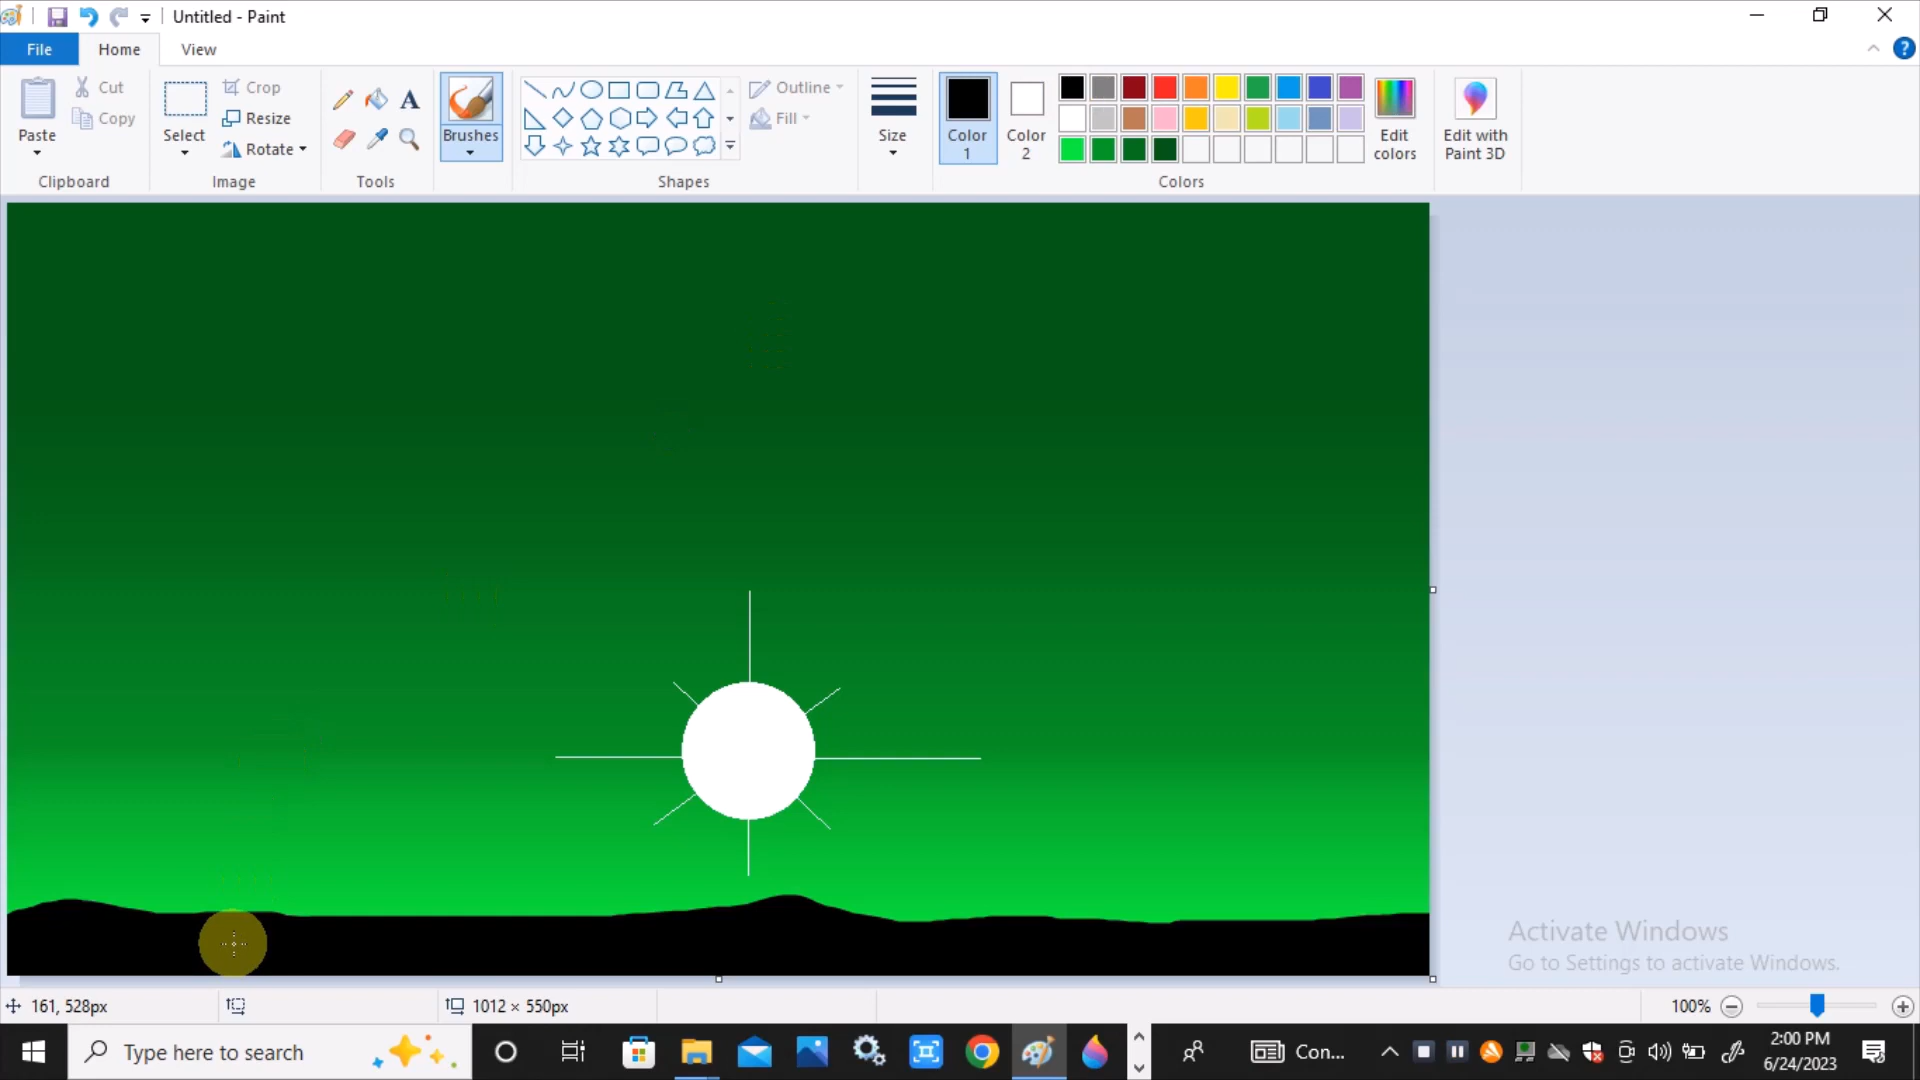 Untitled - Paint
File Home View
Paste
Cut
Copy
Clipboard
Select
Crop
Resize
Rotate
Image
Tools
Brushes
Outline
Fill
Shapes
Size
Color 1
Color 2
Edit colors
Colors
Edit with Paint 3D
Activate Windows
Go to Settings to activate Windows.
161, 528px
1012 × 550px
100%
Type here to search
Con...
2:00 PM
6/24/2023